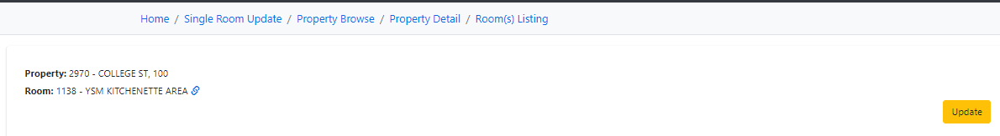 Home / Single Room Update / Property Browse / Property Detail / Room(s) Listing
Property: 2970 - COLLEGE ST, 100
Room: 1138 - YSM KITCHENETTE AREA
Update